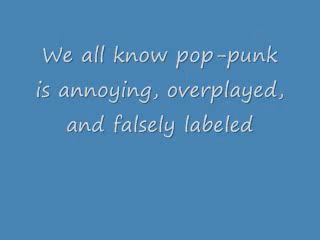 We all know pop-punk
is annoying, overplayed,
and falsely labeled